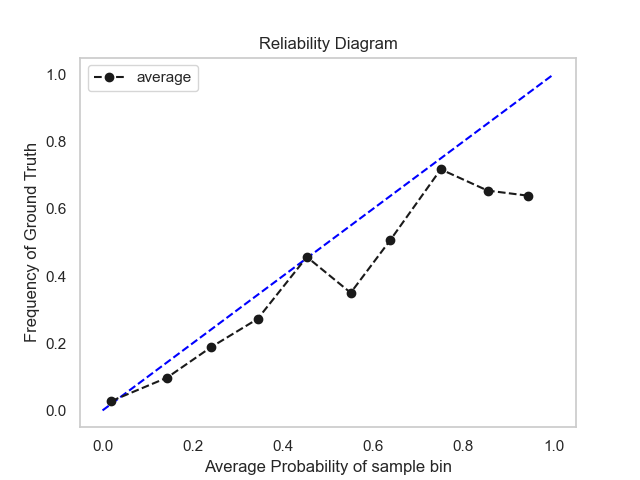 Reliability Diagram
average
1.0
0.8
0.6
0.4
0.2
0.0
Frequency of Ground Truth
0.0 0.2 0.4 0.6 0.8 1.0
Average Probability of sample bin